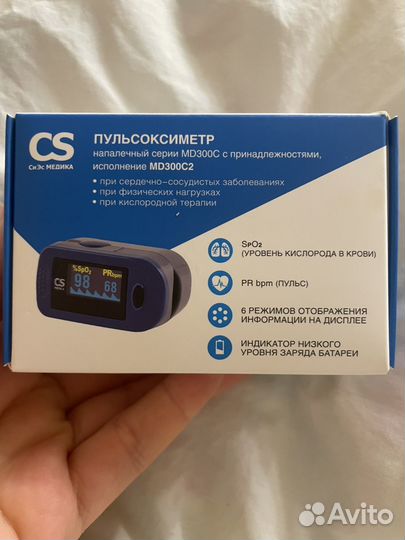 CS
СиЭс МЕДИКА
ПУЛЬСОКСИМЕТР
напалечный серии MD300C с принадлежностями,
исполнение MD300C2
• при сердечно-сосудистых заболеваниях
• при физических нагрузках
• при кислородной терапии
%SpO₂ PRbpm
98 68
CS
SpO₂
(УРОВЕНЬ КИСЛОРОДА В КРОВИ)
PR bpm (ПУЛЬС)
6 РЕЖИМОВ ОТОБРАЖЕНИЯ
ИНФОРМАЦИИ НА ДИСПЛЕЕ
ИНДИКАТОР НИЗКОГО
УРОВНЯ ЗАРЯДА БАТАРЕИ
Avito